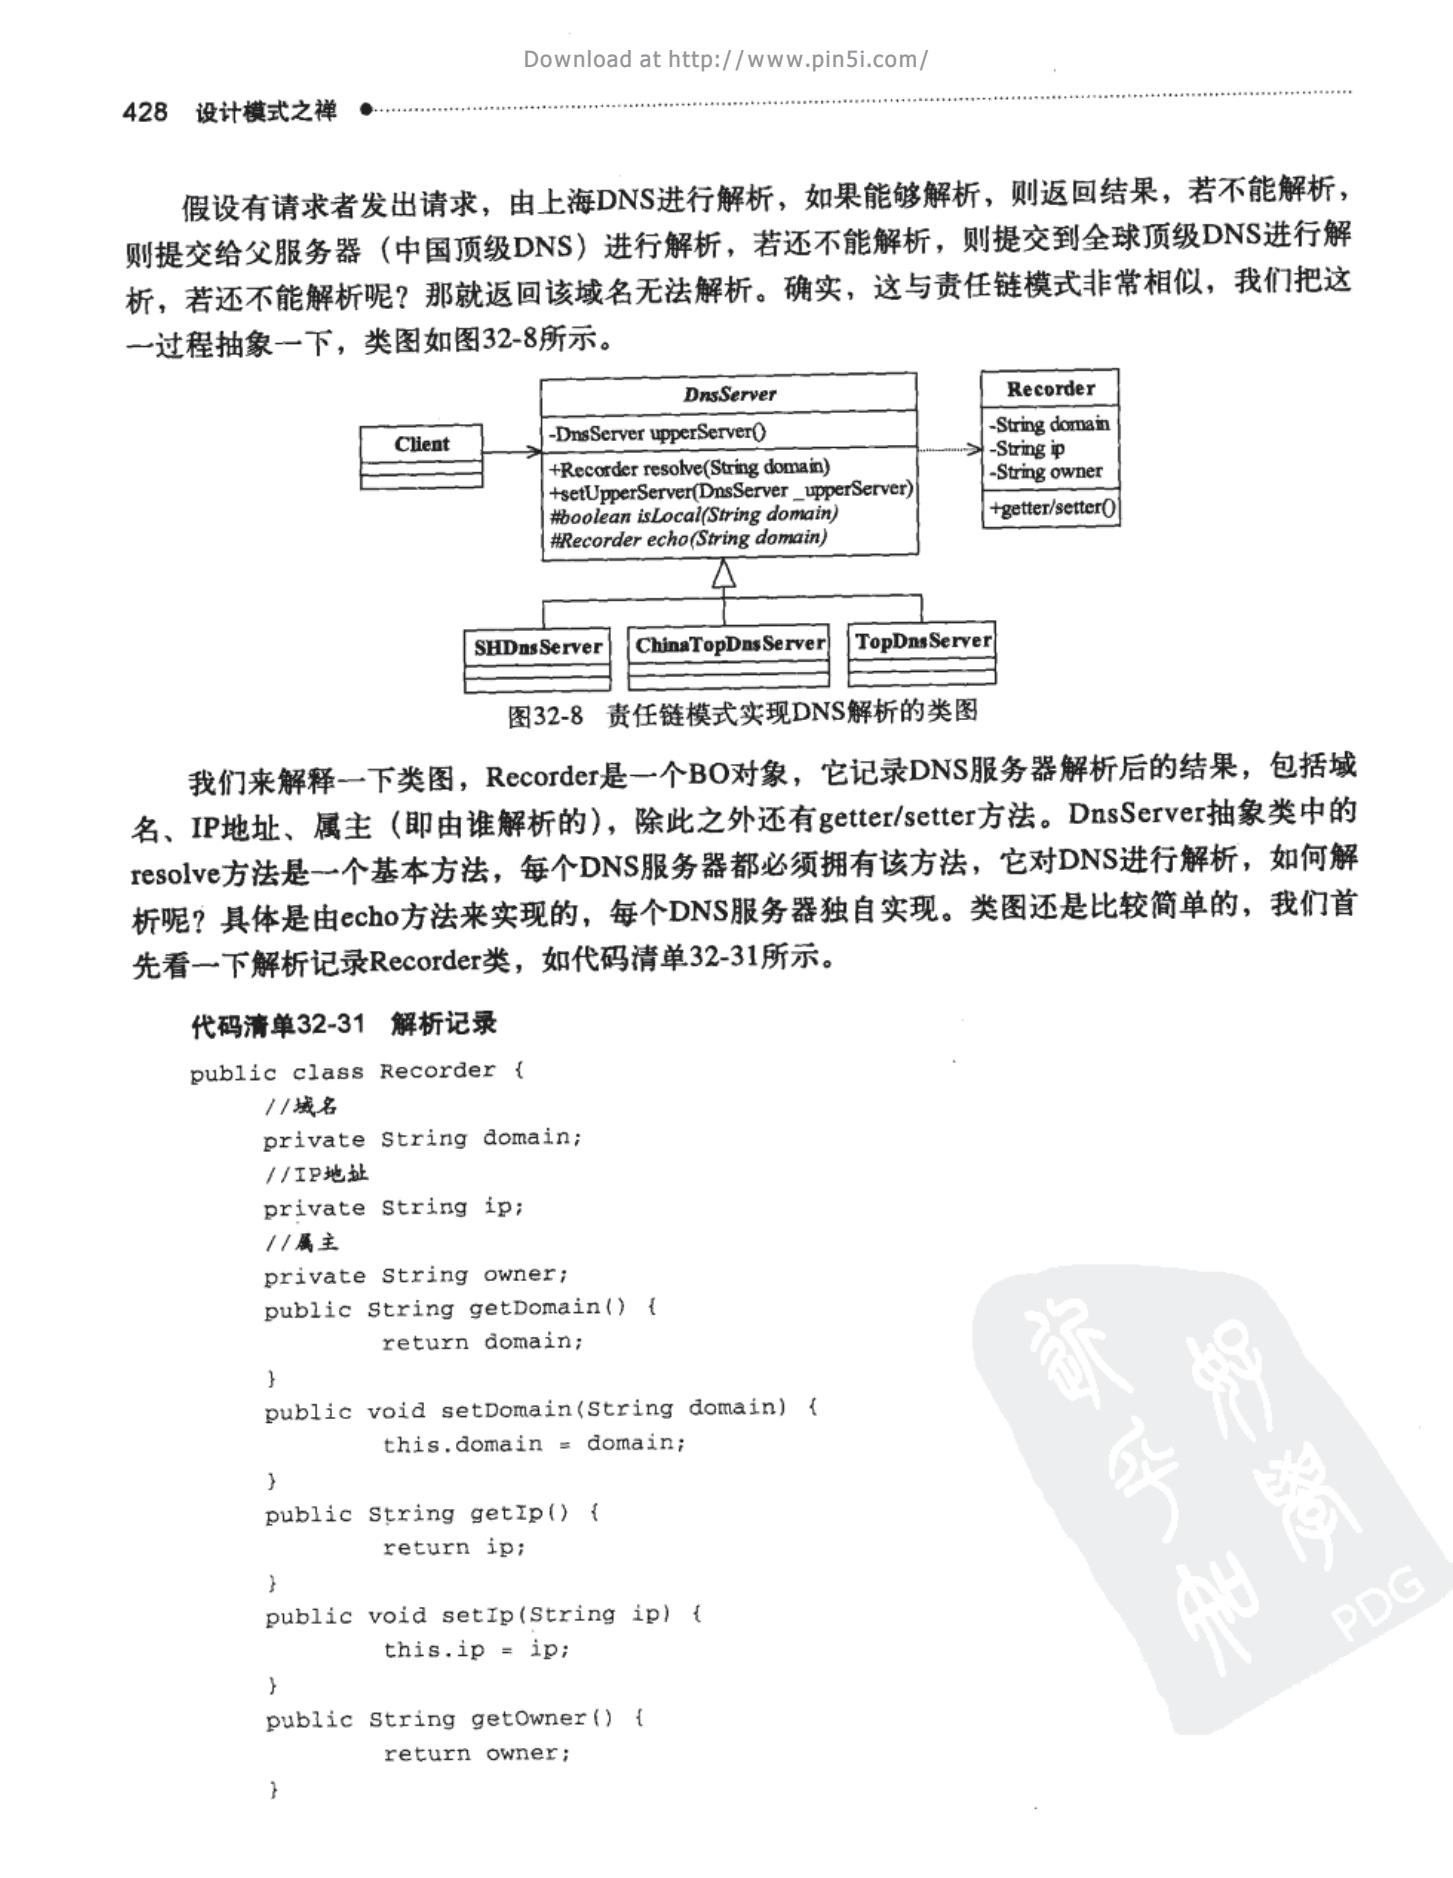 Download at http://www.pin5i.com/
428 设计模式之禅
假设有请求者发出请求，由上海DNS进行解析，如果能够解析，则返回结果，若不能解析，
则提交给父服务器（中国顶级DNS）进行解析，若还不能解析，则提交到全球顶级DNS进行解
析，若还不能解析呢？那就返回该域名无法解析。确实，这与责任链模式非常相似，我们把这
一过程抽象一下，类图如图32-8所示。
DnsServer
-DnsServer upperServer()
+Recorder resolve(String domain)
+setUpperServer(DnsServer _upperServer)
#boolean isLocal(String domain)
#Recorder echo(String domain)
Recorder
-String domain
-String ip
-String owner
+getter/setter()
Client
SHDnsServer
ChinaTopDnsServer
TopDnsServer
图32-8 责任链模式实现DNS解析的类图
我们来解释一下类图，Recorder是一个BO对象，它记录DNS服务器解析后的结果，包括域
名、IP地址、属主（即由谁解析的），除此之外还有getter/setter方法。DnsServer抽象类中的
resolve方法是一个基本方法，每个DNS服务器都必须拥有该方法，它对DNS进行解析，如何解
析呢？具体是由echo方法来实现的，每个DNS服务器独自实现。类图还是比较简单的，我们首
先看一下解析记录Recorder类，如代码清单32-31所示。
代码清单32-31 解析记录
public class Recorder {
//域名
private String domain;
//IP地址
private String ip;
//属主
private String owner;
public String getDomain() {
return domain;
}
public void setDomain(String domain) {
this.domain = domain;
}
public String getIp() {
return ip;
}
public void setIp(String ip) {
this.ip = ip;
}
public String getOwner() {
return owner;
}
PDG